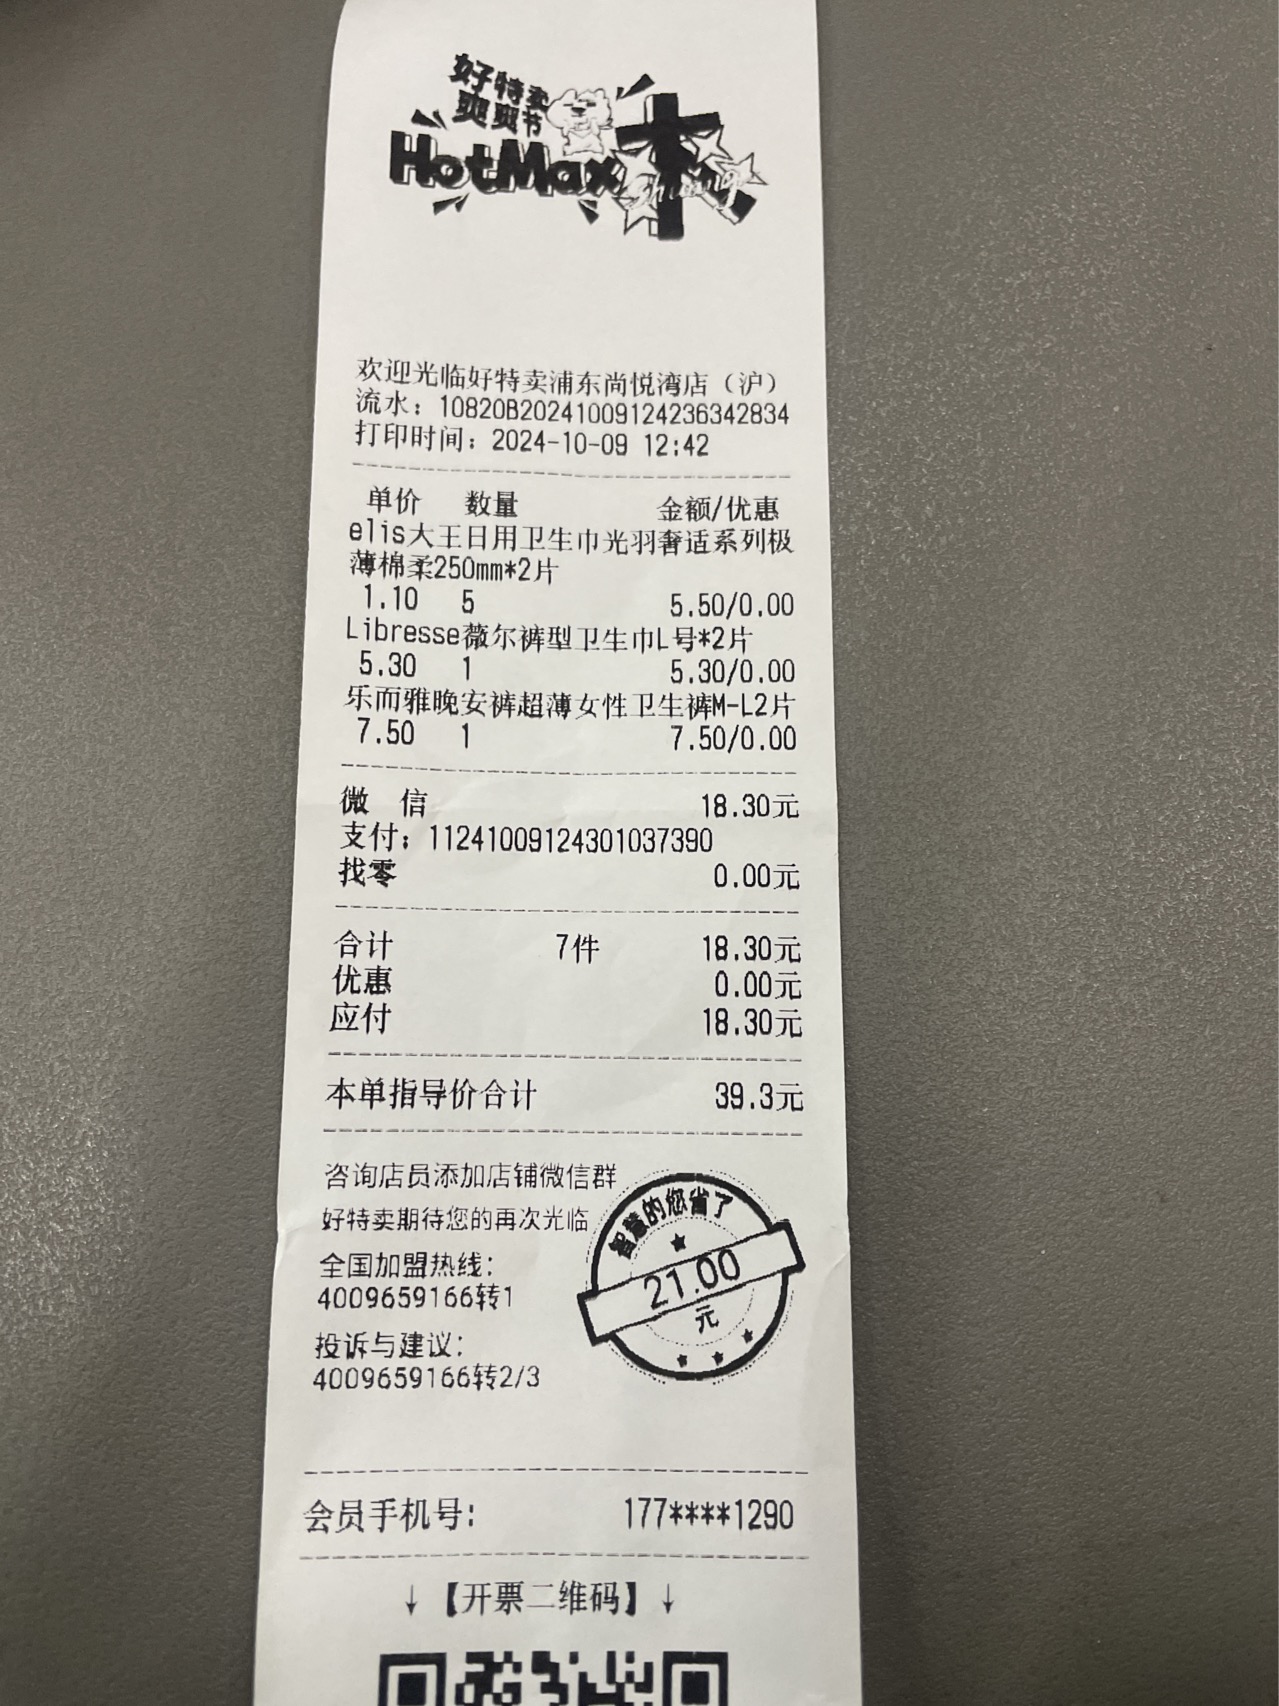 好特卖
爽爽节
HotMax
Shuang
欢迎光临好特卖浦东尚悦湾店（沪）
流水：10820B20241009124236342834
打印时间：2024-10-09 12:42
单价 数量 金额/优惠
elis大王日用卫生巾光羽奢适系列极
薄棉柔250mm*2片
1.10 5 5.50/0.00
Libresse薇尔裤型卫生巾L号*2片
5.30 1 5.30/0.00
乐而雅晚安裤超薄女性卫生裤M-L2片
7.50 1 7.50/0.00
微 信 18.30元
支付：11241009124301037390
找零 0.00元
合计 7件 18.30元
优惠 0.00元
应付 18.30元
本单指导价合计 39.3元
咨询店员添加店铺微信群
好特卖期待您的再次光临
全国加盟热线：
4009659166转1
投诉与建议：
4009659166转2/3
智慧的您省了
21.00
元
会员手机号： 177****1290
↓【开票二维码】↓